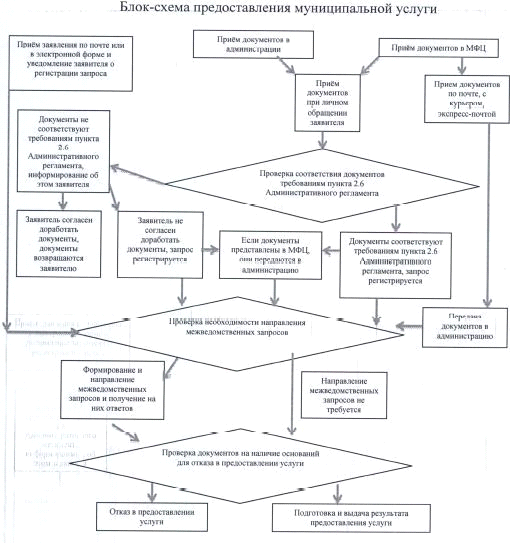 Блок-схема предоставления муниципальной услуги
Приём заявления по почте или
в электронной форме и
уведомление заявителя о
регистрации запроса
Приём документов в
администрации
Приём документов в МФЦ
Приём
документов
при личном
обращении
заявителя
Прием документов
по почте, с
курьером,
экспресс-почтой
Документы не
соответствуют
требованиям пункта
2.6
Административного
регламента,
информирование об
этом заявителя
Проверка соответствия документов
требованиям пункта 2.6
Административного регламента
Заявитель согласен
доработать
документы,
документы
возвращаются
заявителю
Заявитель не
согласен
доработать
документы, запрос
регистрируется
Если документы
представлены в МФЦ,
они передаются в
администрацию
Документы соответствуют
требованиям пункта 2.6
Административного
регламента, запрос
регистрируется
Передача
документов в
администрацию
Проверка необходимости направления
межведомственных запросов
Формирование и
направление
межведомственных
запросов и получение на
них ответов
Направление
межведомственных
запросов не
требуется
Проверка документов на наличие оснований
для отказа в предоставлении услуги
Отказ в предоставлении
услуги
Подготовка и выдача результата
предоставления услуги